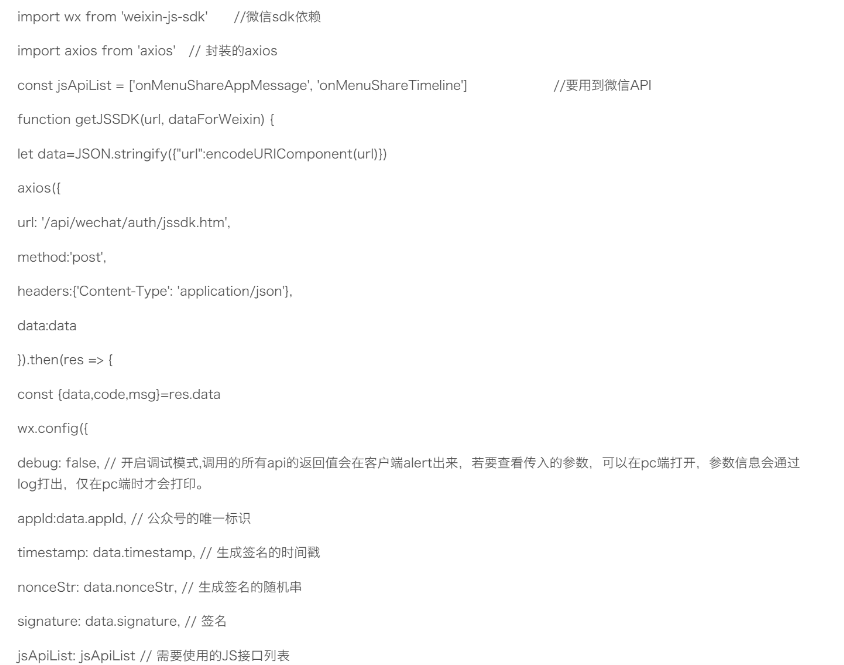 import wx from 'weixin-js-sdk'      //微信sdk依赖
import axios from 'axios'   // 封装的axios
const jsApiList = ['onMenuShareAppMessage', 'onMenuShareTimeline']                    //要用到微信API
function getJSSDK(url, dataForWeixin) {
let data=JSON.stringify({"url":encodeURIComponent(url)})
axios({
url: '/api/wechat/auth/jssdk.htm',
method:'post',
headers:{'Content-Type': 'application/json'},
data:data
}).then(res => {
const {data,code,msg}=res.data
wx.config({
debug: false, // 开启调试模式,调用的所有api的返回值会在客户端alert出来，若要查看传入的参数，可以在pc端打开，参数信息会通过
log打出，仅在pc端时才会打印。
appId:data.appId, // 公众号的唯一标识
timestamp: data.timestamp, // 生成签名的时间戳
nonceStr: data.nonceStr, // 生成签名的随机串
signature: data.signature, // 签名
jsApiList: jsApiList // 需要使用的JS接口列表